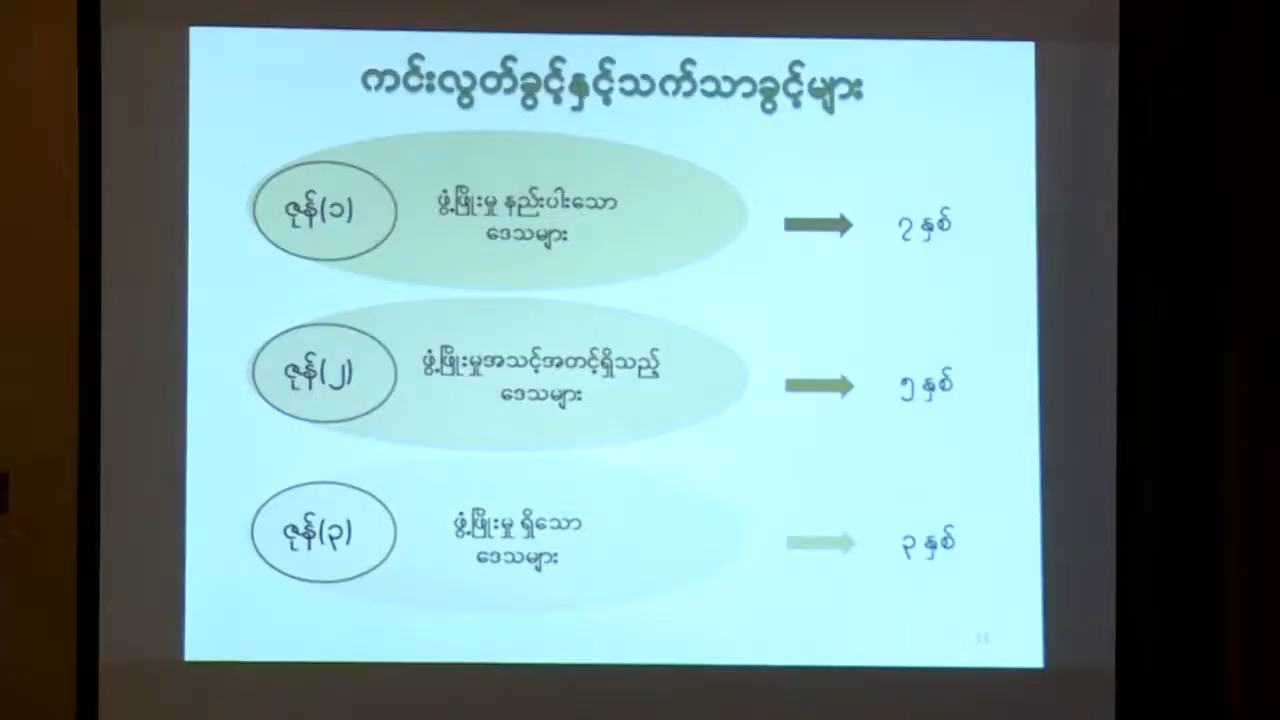 ကင်းလွတ်ခွင့်နှင့်သက်သာခွင့်များ
ဇုန်(၁)
ဖွံ့ဖြိုးမှု နည်းပါးသော
ဒေသများ
၇ နှစ်
ဇုန်(၂)
ဖွံ့ဖြိုးမှုအသင့်အတင့်ရှိသည့်
ဒေသများ
၅ နှစ်
ဇုန်(၃)
ဖွံ့ဖြိုးမှု ရှိသော
ဒေသများ
၃ နှစ်